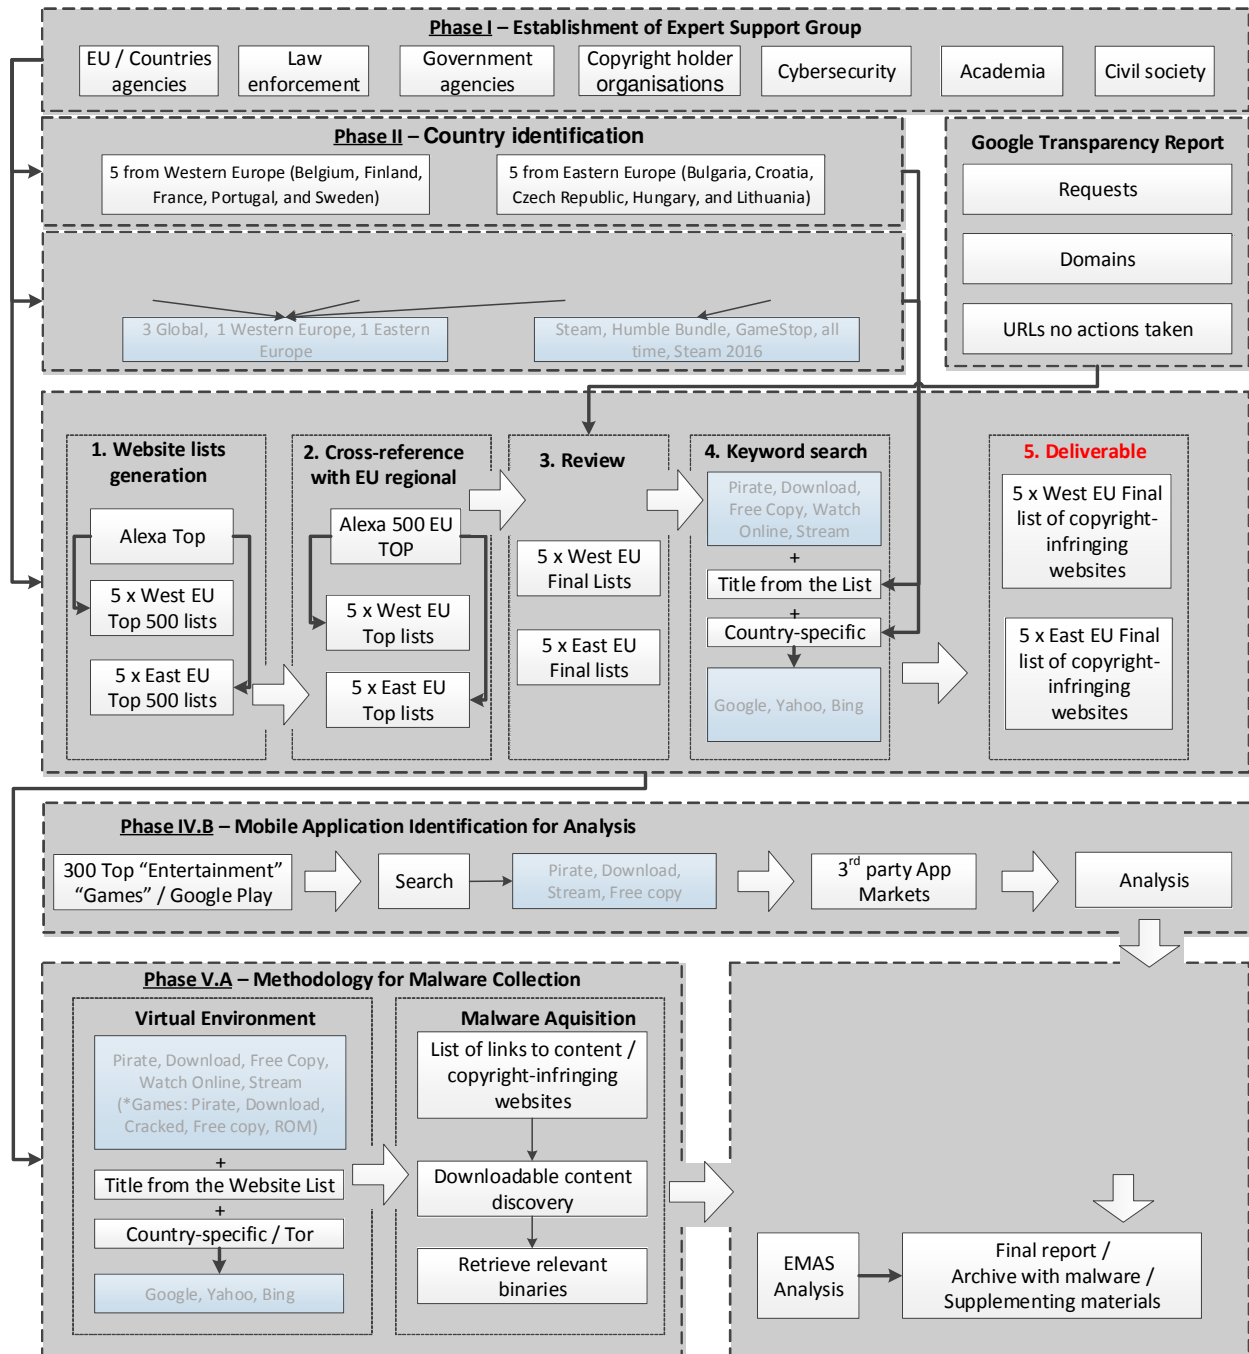 Phase I – Establishment of Expert Support Group
EU / Countries
agencies
Law
enforcement
Government
agencies
Copyright holder
organisations
Cybersecurity
Academia
Civil society
Phase II – Country identification
5 from Western Europe (Belgium, Finland,
France, Portugal, and Sweden)
5 from Eastern Europe (Bulgaria, Croatia,
Czech Republic, Hungary, and Lithuania)
Google Transparency Report
Requests
Domains
URLs no actions taken
3 Global, 1 Western Europe, 1 Eastern
Europe
Steam, Humble Bundle, GameStop, all
time, Steam 2016
1. Website lists
generation
Alexa Top
5 x West EU
Top 500 lists
5 x East EU
Top 500 lists
2. Cross-reference
with EU regional
Alexa 500 EU
TOP
5 x West EU
Top lists
5 x East EU
Top lists
3. Review
5 x West EU
Final Lists
5 x East EU
Final lists
4. Keyword search
Pirate, Download,
Free Copy, Watch
Online, Stream
+
Title from the List
+
Country-specific
Google, Yahoo, Bing
5. Deliverable
5 x West EU Final
list of copyright-
infringing
websites
5 x East EU Final
list of copyright-
infringing
websites
Phase IV.B – Mobile Application Identification for Analysis
300 Top “Entertainment”
“Games” / Google Play
Search
Pirate, Download,
Stream, Free copy
3rd party App
Markets
Analysis
Phase V.A – Methodology for Malware Collection
Virtual Environment
Pirate, Download, Free Copy,
Watch Online, Stream
(*Games: Pirate, Download,
Cracked, Free copy, ROM)
+
Title from the Website List
+
Country-specific / Tor
Google, Yahoo, Bing
Malware Aquisition
List of links to content /
copyright-infringing
websites
Downloadable content
discovery
Retrieve relevant
binaries
EMAS
Analysis
Final report /
Archive with malware /
Supplementing materials